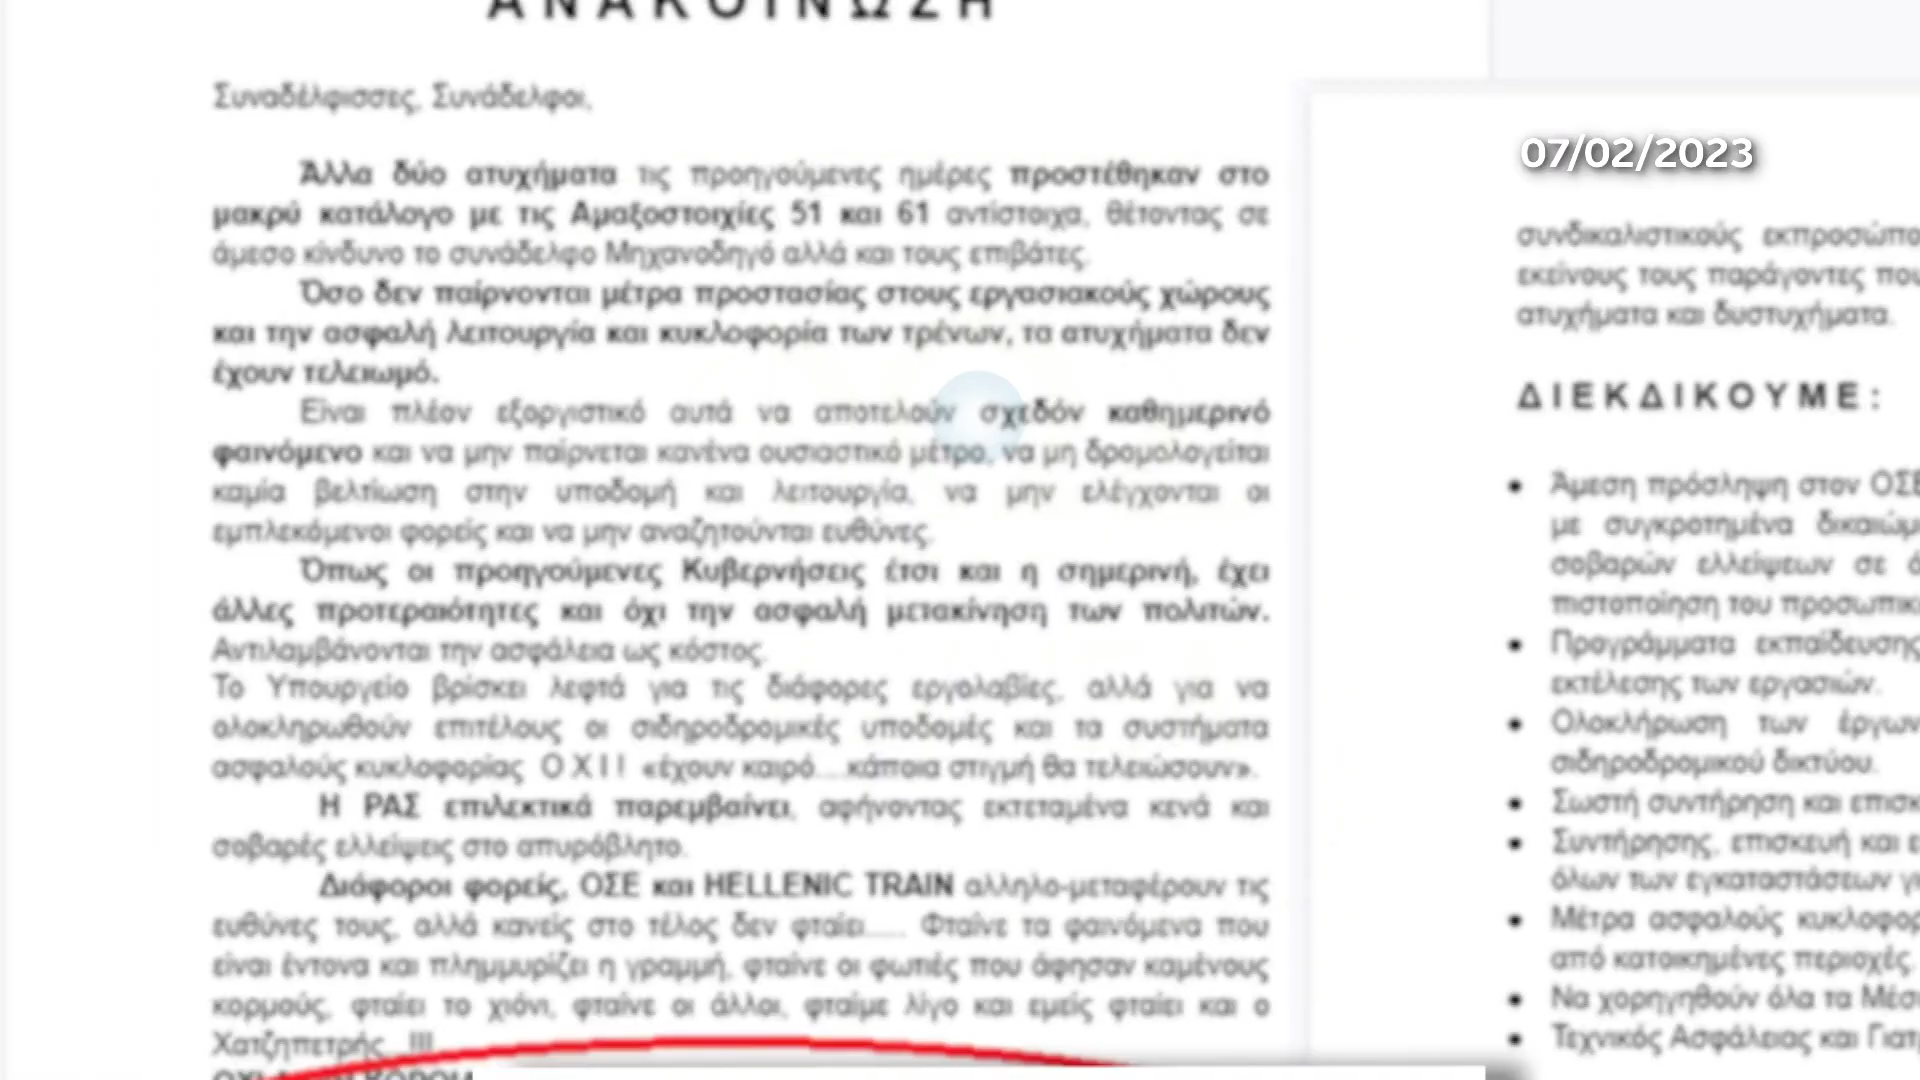 ΑΝΑΚΟΙΝΩΣΗ
Συναδέλφισσες, Συνάδελφοι,
Άλλα δύο ατυχήματα τις προηγούμενες ημέρες προστέθηκαν στο
μακρύ κατάλογο με τις Αμαξοστοιχίες 51 και 61 αντίστοιχα, θέτοντας σε
άμεσο κίνδυνο το συνάδελφο Μηχανοδηγό αλλά και τους επιβάτες.
Όσο δεν παίρνονται μέτρα προστασίας στους εργασιακούς χώρους
και την ασφαλή λειτουργία και κυκλοφορία των τρένων, τα ατυχήματα δεν
έχουν τελειωμό.
Είναι πλέον εξοργιστικό αυτά να αποτελούν σχεδόν καθημερινό
φαινόμενο και να μην παίρνεται κανένα ουσιαστικό μέτρο, να μη δρομολογείται
καμία βελτίωση στην υποδομή και λειτουργία, να μην ελέγχονται οι
εμπλεκόμενοι φορείς και να μην αναζητούνται ευθύνες.
Όπως οι προηγούμενες Κυβερνήσεις έτσι και η σημερινή, έχει
άλλες προτεραιότητες και όχι την ασφαλή μετακίνηση των πολιτών.
Αντιλαμβάνονται την ασφάλεια ως κόστος.
Το Υπουργείο βρίσκει λεφτά για τις διάφορες εργολαβίες, αλλά για να
ολοκληρωθούν επιτέλους οι σιδηροδρομικές υποδομές και τα συστήματα
ασφαλούς κυκλοφορίας Ο Χ Ι ! «έχουν καιρό....κάποια στιγμή θα τελειώσουν».
Η ΡΑΣ επιλεκτικά παρεμβαίνει, αφήνοντας εκτεταμένα κενά και
σοβαρές ελλείψεις στο απυρόβλητο.
Διάφοροι φορείς, ΟΣΕ και HELLENIC TRAIN αλληλο-μεταφέρουν τις
ευθύνες τους, αλλά κανείς στο τέλος δεν φταίει...... Φταίνε τα φαινόμενα που
είναι έντονα και πλημμυρίζει η γραμμή, φταίνε οι φωτιές που άφησαν καμένους
κορμούς, φταίει το χιόνι, φταίνε οι άλλοι, φταίμε λίγο και εμείς φταίει και ο
Χατζηπετρής !!!
07/02/2023
συνδικαλιστικούς εκπροσώπο
εκείνους τους παράγοντες που
ατυχήματα και δυστυχήματα.
ΔΙΕΚΔΙΚΟΥΜΕ:
• Άμεση πρόσληψη στον ΟΣΕ
με συγκροτημένα δικαιώμ
σοβαρών ελλείψεων σε
πιστοποίηση του προσωπικ
• Προγράμματα εκπαίδευσης
εκτέλεσης των εργασιών.
• Ολοκλήρωση των έργων
σιδηροδρομικού δικτύου.
• Σωστή συντήρηση και επισκ
• Συντήρησης, επισκευή και ε
όλων των εγκαταστάσεων γι
• Μέτρα ασφαλούς κυκλοφορ
από κατοικημένες περιοχές.
• Να χορηγηθούν όλα τα Μέσ
• Τεχνικός Ασφάλειας και Γιατ